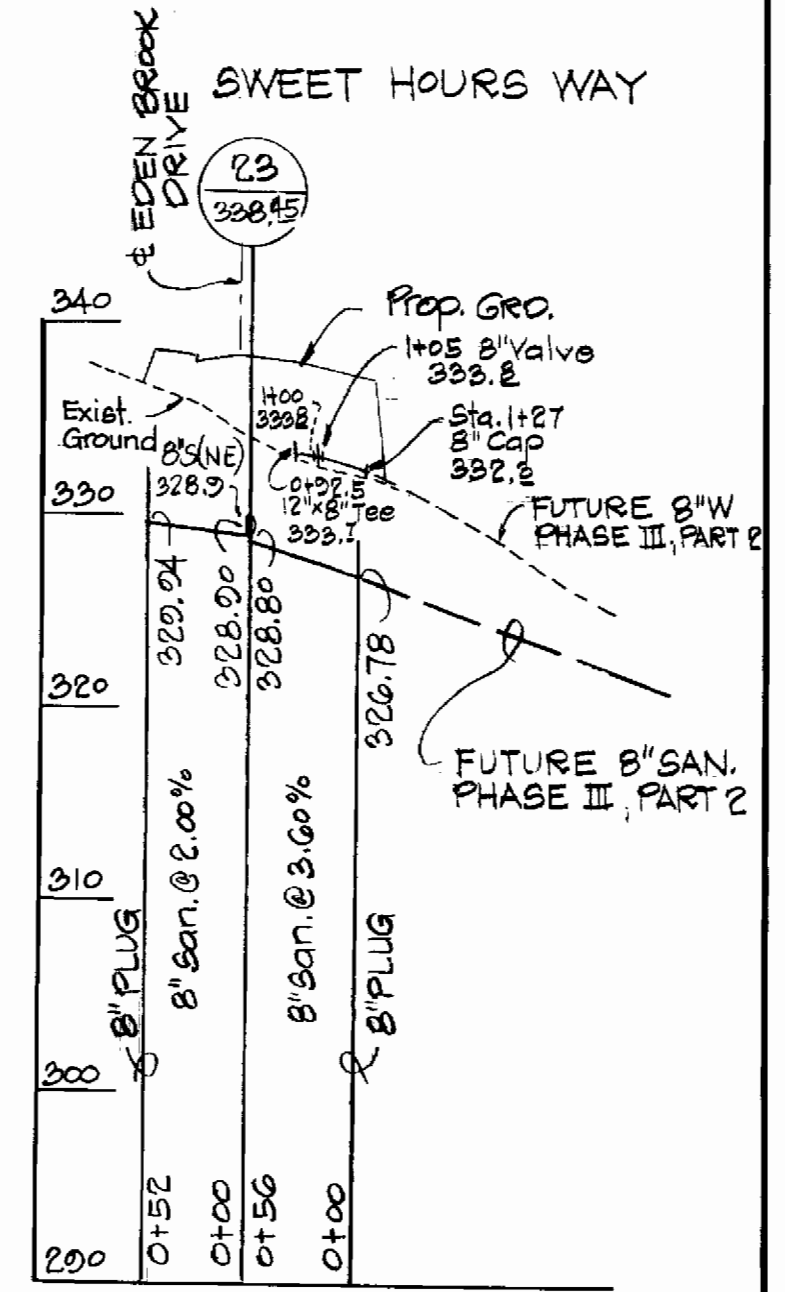 SWEET HOURS WAY
℄ EDEN BROOK
DRIVE
23
338.45
340
Prop. GRD.
1+05 8"Valve
333.8
1+00
333.8
Exist.
Ground
8"S(NE)
328.9
Sta. 1+27
8" Cap
332.2
0+92.5
12"x8" Tee
333.7
330
FUTURE 8"W
PHASE III, PART 2
329.94
328.90
328.80
326.78
320
FUTURE 8" SAN.
PHASE III, PART 2
8" San. @ 2.00%
8" San. @ 3.60%
310
8" PLUG
8" PLUG
300
0+52
0+00
0+56
0+00
290